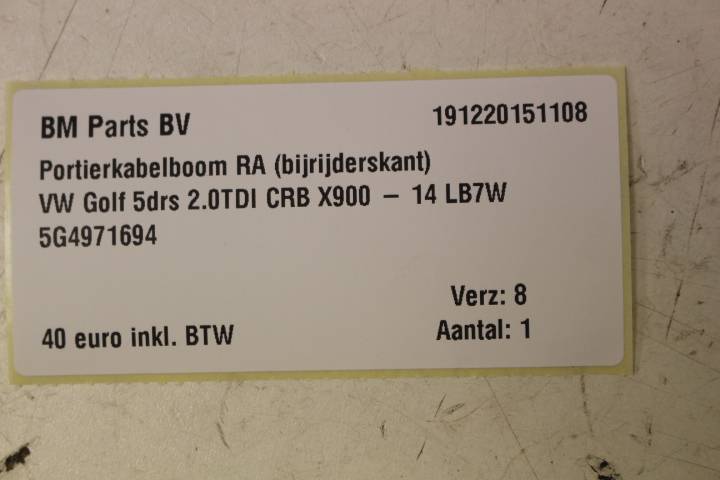 BM Parts BV 191220151108
Portierkabelboom RA (bijrijderskant)
VW Golf 5drs 2.0TDI CRB X900 – 14 LB7W
5G4971694
Verz: 8
40 euro inkl. BTW Aantal: 1